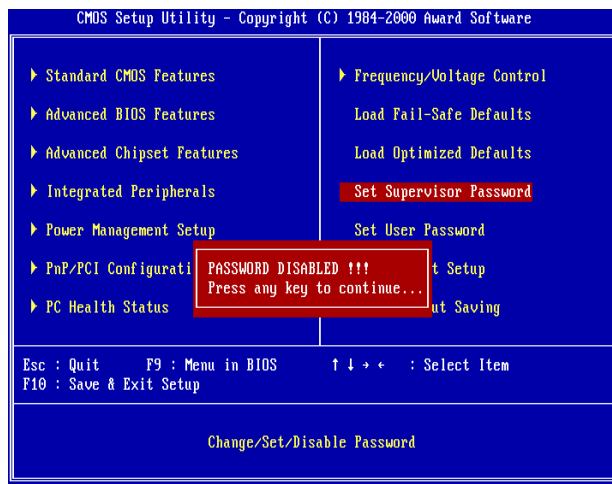 CMOS Setup Utility - Copyright (C) 1984-2000 Award Software
Standard CMOS Features
Advanced BIOS Features
Advanced Chipset Features
Integrated Peripherals
Power Management Setup
PnP/PCI Configurati
PC Health Status
Frequency/Voltage Control
Load Fail-Safe Defaults
Load Optimized Defaults
Set Supervisor Password
Set User Password
t Setup
ut Saving
PASSWORD DISABLED !!!
Press any key to continue...
Esc : Quit F9 : Menu in BIOS ↑ ↓ → ← : Select Item
F10 : Save & Exit Setup
Change/Set/Disable Password